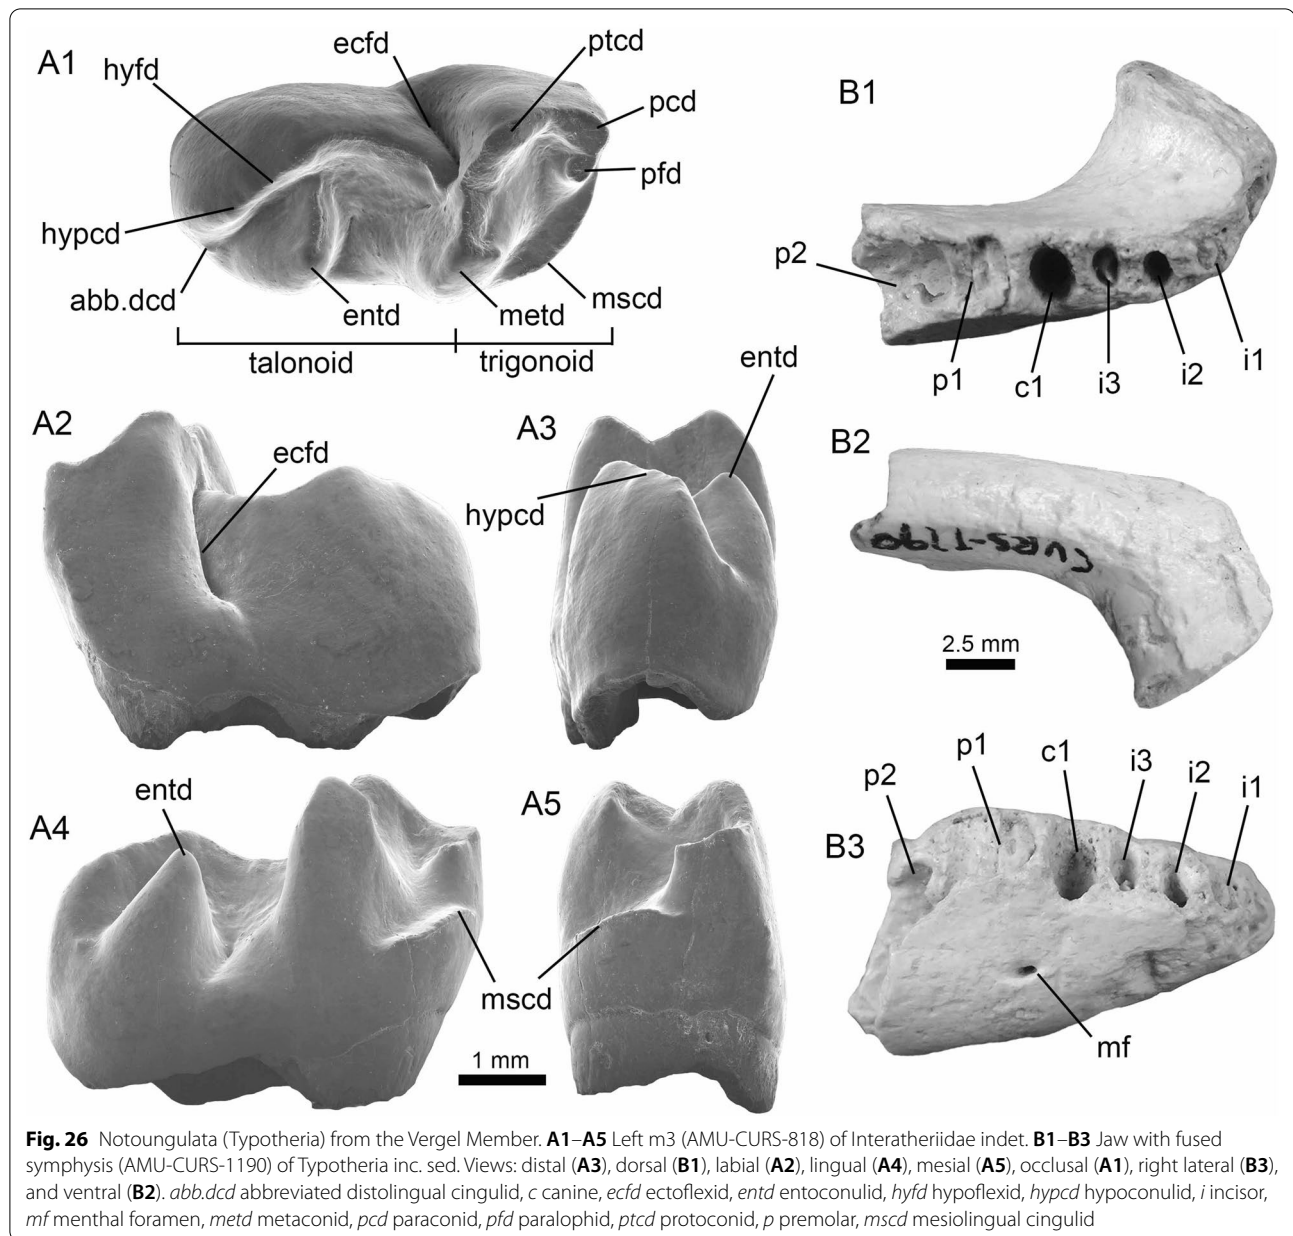 A1
hyfd
ecfd
ptcd
pcd
pfd
hypcd
abb.dcd
entd
metd
mscd
talonoid
trigonoid
A2
ecfd
A3
entd
hypcd
A4
entd
mscd
1 mm
A5
B1
p2
p1
c1
i3
i2
i1
B2
CURS-1190
2.5 mm
B3
p2
p1
c1
i3
i2
i1
mf
Fig. 26 Notoungulata (Typotheria) from the Vergel Member. A1–A5 Left m3 (AMU-CURS-818) of Interatheriidae indet. B1–B3 Jaw with fused
symphysis (AMU-CURS-1190) of Typotheria inc. sed. Views: distal (A3), dorsal (B1), labial (A2), lingual (A4), mesial (A5), occlusal (A1), right lateral (B3),
and ventral (B2). abb.dcd abbreviated distolingual cingulid, c canine, ecfd ectoflexid, entd entoconulid, hyfd hypoflexid, hypcd hypoconulid, i incisor,
mf menthal foramen, metd metaconid, pcd paraconid, pfd paralophid, ptcd protoconid, p premolar, mscd mesiolingual cingulid